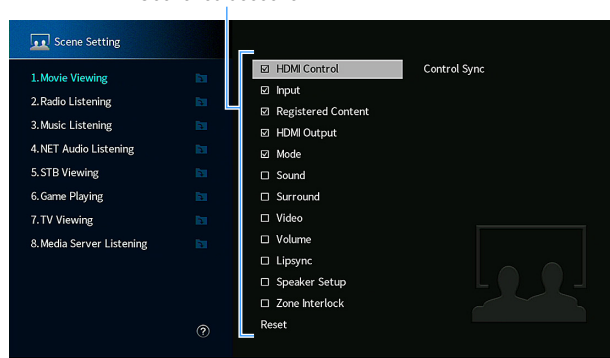 Scene Setting
1.Movie Viewing
2.Radio Listening
3.Music Listening
4.NET Audio Listening
5.STB Viewing
6.Game Playing
7.TV Viewing
8.Media Server Listening
?
HDMI Control Control Sync
Input
Registered Content
HDMI Output
Mode
Sound
Surround
Video
Volume
Lipsync
Speaker Setup
Zone Interlock
Reset